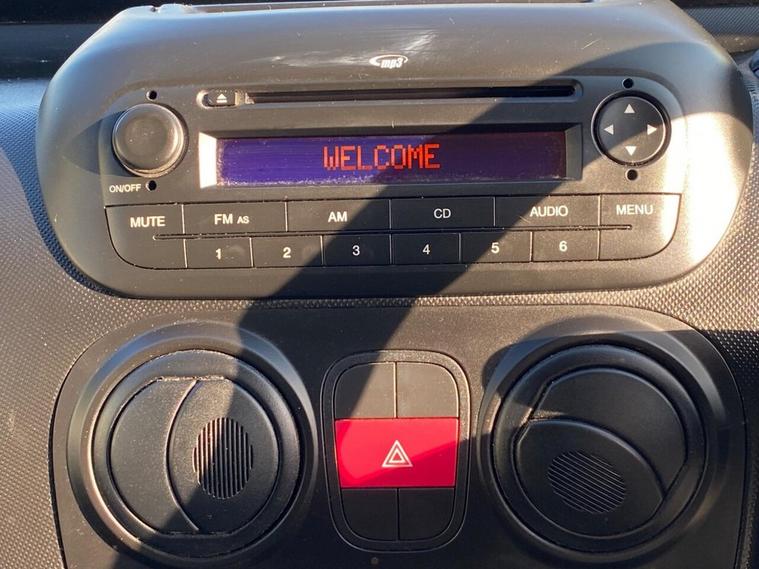 mp3
WELCOME
ON/OFF
MUTE FM AS AM CD AUDIO MENU
1 2 3 4 5 6